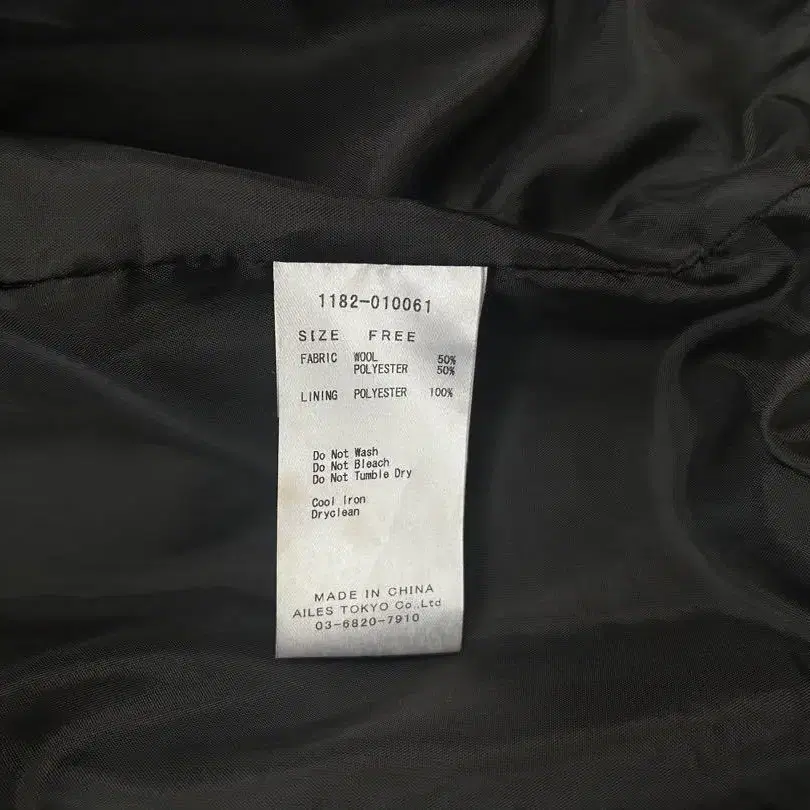 1182-010061
SIZE FREE
FABRIC WOOL 50%
POLYESTER 50%
LINING POLYESTER 100%
Do Not Wash
Do Not Bleach
Do Not Tumble Dry
Cool Iron
Dryclean
MADE IN CHINA
AILES TOKYO Co.,Ltd
03-6820-7910